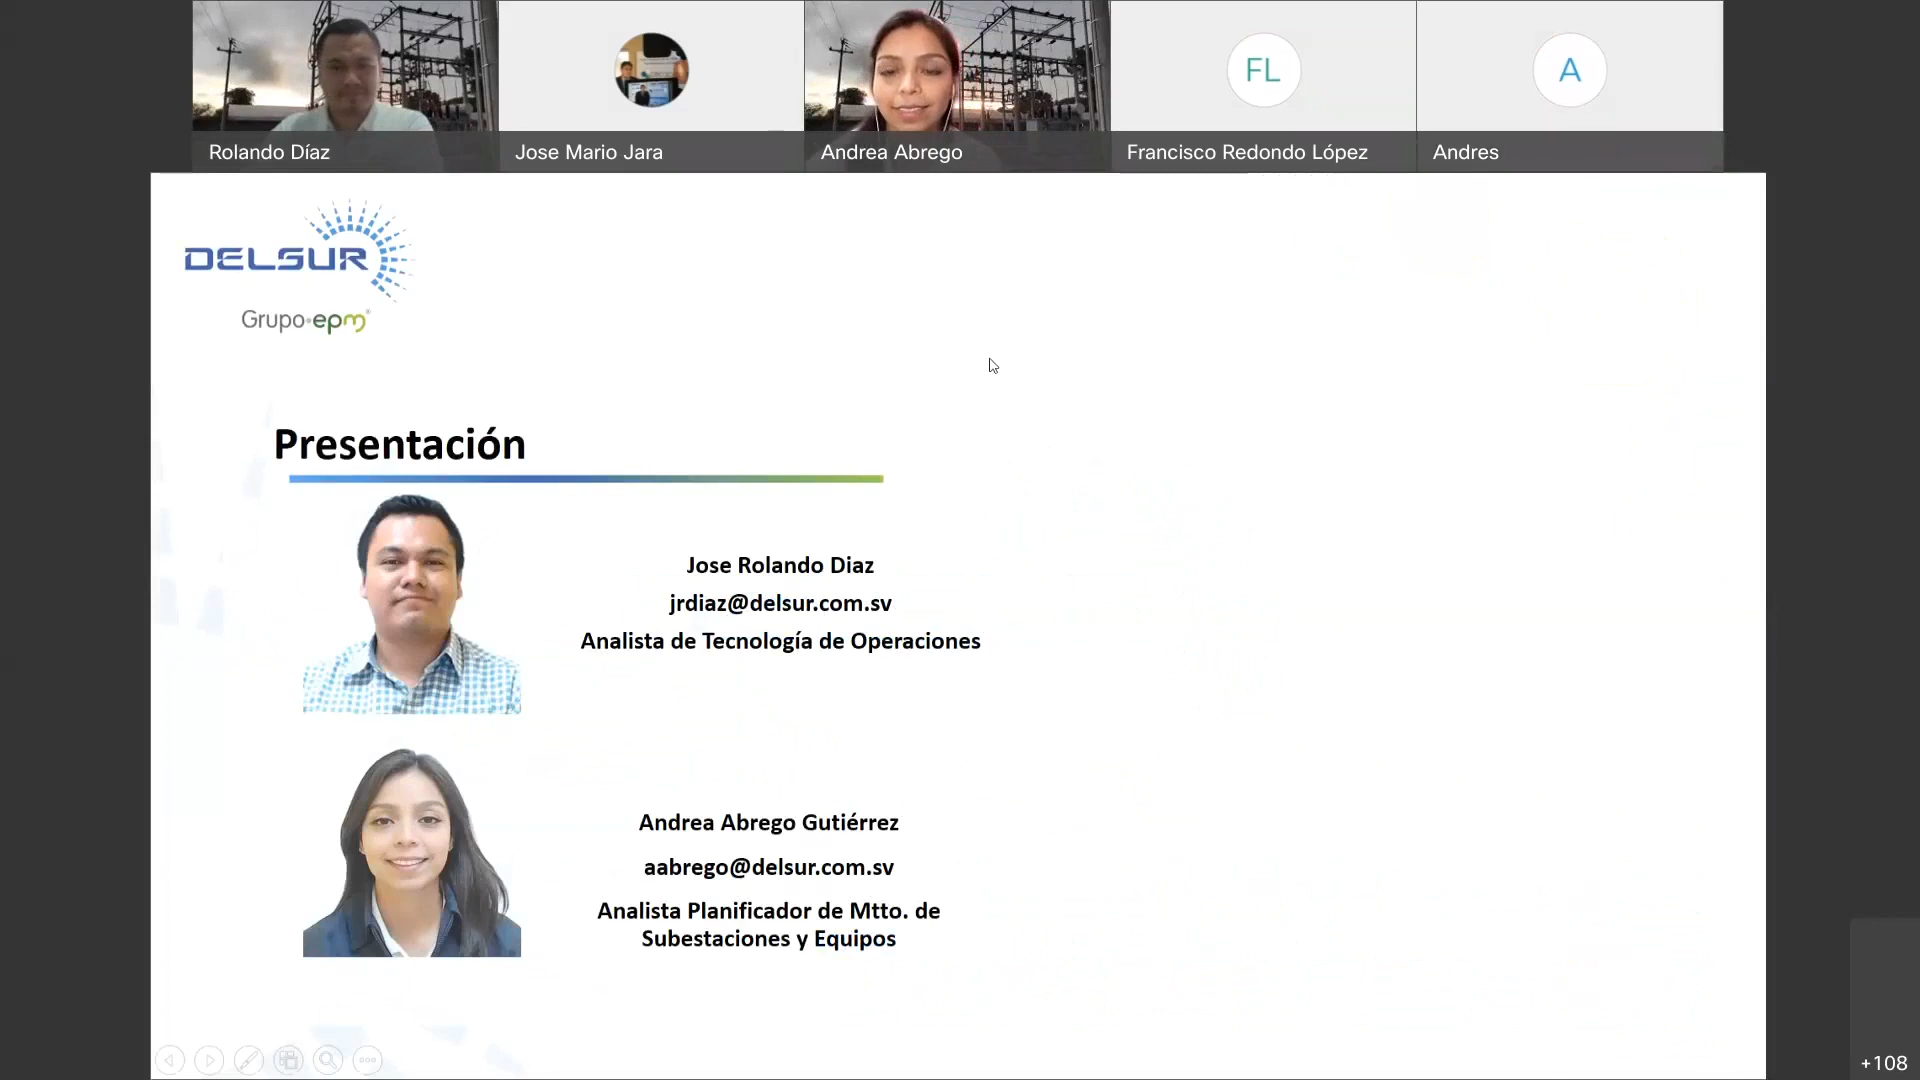 Rolando Díaz
Jose Mario Jara
Andrea Abrego
FL
Francisco Redondo López
A
Andres
DELSUR
Grupo·epm®
Presentación
Jose Rolando Diaz
jrdiaz@delsur.com.sv
Analista de Tecnología de Operaciones
Andrea Abrego Gutiérrez
aabrego@delsur.com.sv
Analista Planificador de Mtto. de
Subestaciones y Equipos
+108